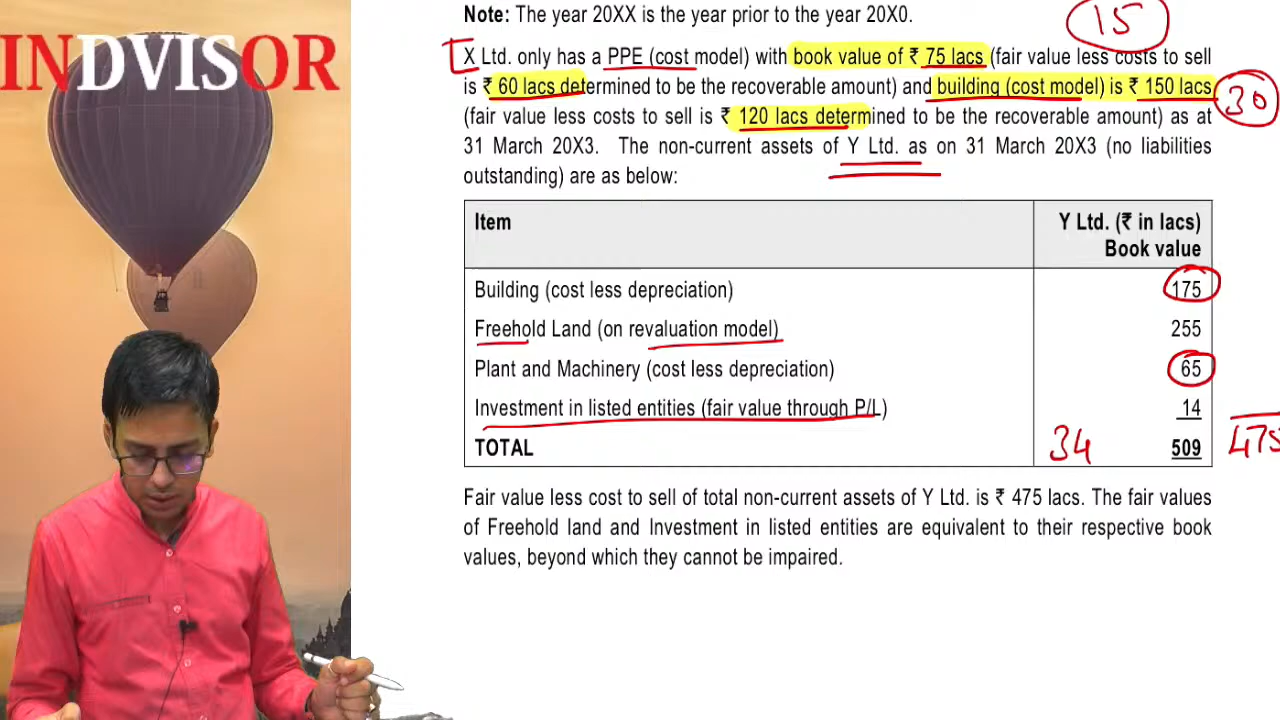 INDVISOR
Note: The year 20XX is the year prior to the year 20X0.
15
X Ltd. only has a PPE (cost model) with book value of ₹ 75 lacs (fair value less costs to sell
is ₹ 60 lacs determined to be the recoverable amount) and building (cost model) is ₹ 150 lacs
30
(fair value less costs to sell is ₹ 120 lacs determined to be the recoverable amount) as at
31 March 20X3. The non-current assets of Y Ltd. as on 31 March 20X3 (no liabilities
outstanding) are as below:
Item Y Ltd. (₹ in lacs)
Book value
Building (cost less depreciation) 175
Freehold Land (on revaluation model) 255
Plant and Machinery (cost less depreciation) 65
Investment in listed entities (fair value through P/L) 14
TOTAL 34 509 475
Fair value less cost to sell of total non-current assets of Y Ltd. is ₹ 475 lacs. The fair values
of Freehold land and Investment in listed entities are equivalent to their respective book
values, beyond which they cannot be impaired.